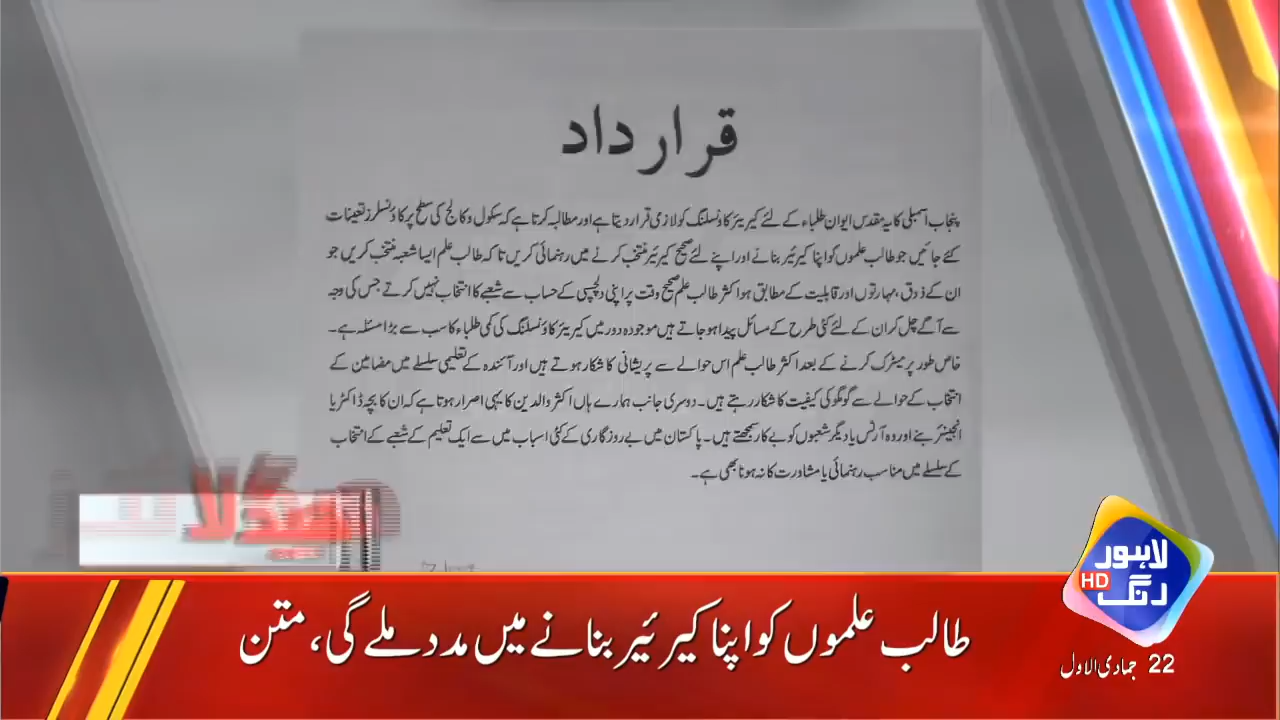 قرارداد
پنجاب اسمبلی کا یہ مقدس ایوان طلباء کے لئے کیریئر کاؤنسلنگ کو لازمی قرار دیتا ہے اور مطالبہ کرتا ہے کہ سکول و کالج کی سطح پر کاؤنسلرز تعینات
کئے جائیں جو طالب علموں کو اپنا کیرئیر بنانے اور اپنے لئے صحیح کیرئیر منتخب کرنے میں رہنمائی کریں تاکہ طالب علم ایسا شعبہ منتخب کریں جو
ان کے ذوق، مہارتوں اور قابلیت کے مطابق ہو اکثر طالب علم صحیح وقت پر اپنی دلچسپی کے حساب سے شعبے کا انتخاب نہیں کرتے جس کی وجہ
سے آگے چل کر ان کے لئے کئی طرح کے مسائل پیدا ہو جاتے ہیں موجودہ دور میں کیریئر کاؤنسلنگ کی کمی طلباء کا سب سے بڑا مسئلہ ہے۔
خاص طور پر میٹرک کرنے کے بعد اکثر طالب علم اس حوالے سے پریشانی کا شکار ہوتے ہیں اور آئندہ کے تعلیمی سلسلے میں مضامین کے
انتخاب کے حوالے سے گومگو کی کیفیت کا شکار رہتے ہیں۔ دوسری جانب ہمارے ہاں اکثر والدین کا یہی اصرار ہوتا ہے کہ ان کا بچہ ڈاکٹر یا
انجینئر بنے اور وہ آرٹس یا دیگر شعبوں کو بے کار سمجھتے ہیں۔ پاکستان میں بے روزگاری کے کئی اسباب میں سے ایک تعلیم کے شعبے کے انتخاب
کے سلسلے میں مناسب رہنمائی یا مشاورت کا نہ ہونا بھی ہے۔
لاہور
رنگ HD
طالب علموں کو اپنا کیرئیر بنانے میں مدد ملے گی، متن
22 جمادی الاول